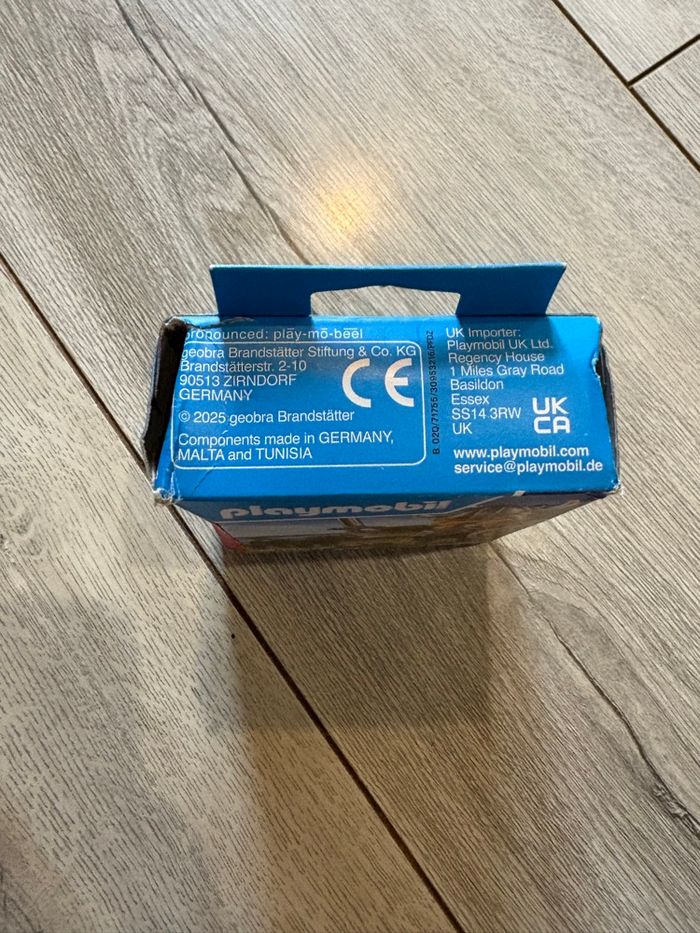 pronounced: plāy-mō-bēēl
geobra Brandstätter Stiftung & Co. KG
Brandstätterstr. 2-10
90513 ZIRNDORF
GERMANY
CE
© 2025 geobra Brandstätter
Components made in GERMANY,
MALTA and TUNISIA
UK Importer:
Playmobil UK Ltd.
Regency House
1 Miles Gray Road
Basildon
Essex
SS14 3RW
UK
UK
CA
www.playmobil.com
service@playmobil.de
playmobil